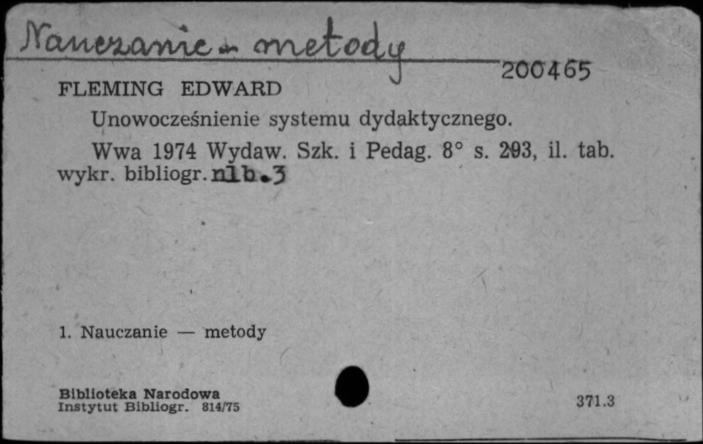 Nauczanie - metody
200465
FLEMING EDWARD
Unowocześnienie systemu dydaktycznego.
Wwa 1974 Wydaw. Szk. i Pedag. 8° s. 293, il. tab.
wykr. bibliogr. nlb.3
1. Nauczanie — metody
Biblioteka Narodowa
Instytut Bibliogr. 814/75
371.3